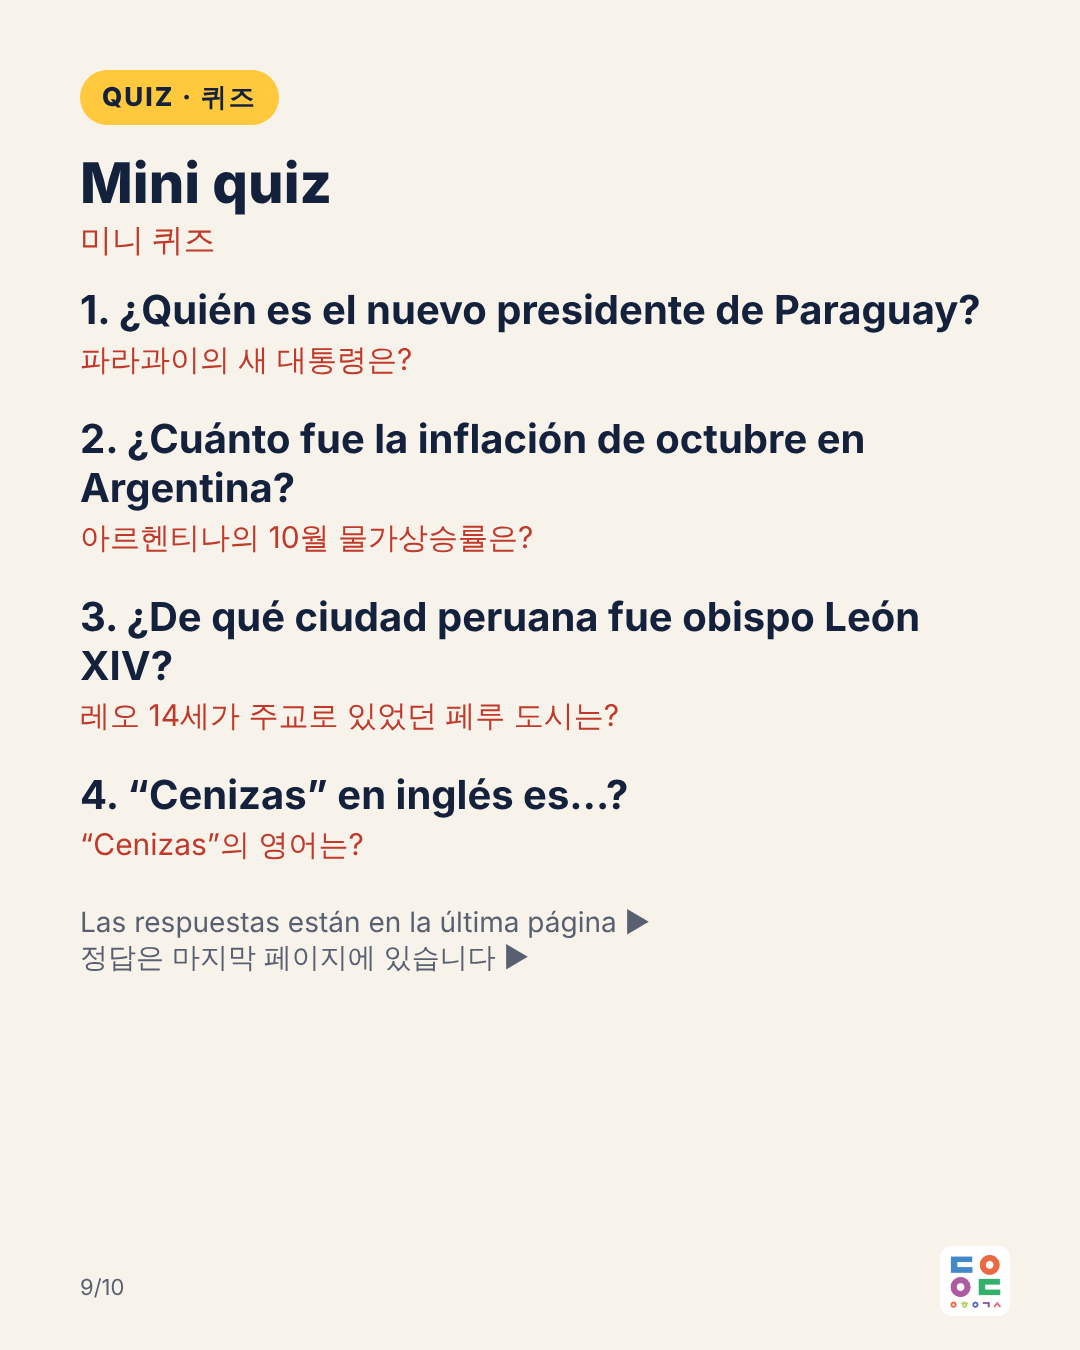 QUIZ · 퀴즈
Mini quiz
미니 퀴즈
1. ¿Quién es el nuevo presidente de Paraguay?
파라과이의 새 대통령은?
2. ¿Cuánto fue la inflación de octubre en
Argentina?
아르헨티나의 10월 물가상승률은?
3. ¿De qué ciudad peruana fue obispo León
XIV?
레오 14세가 주교로 있었던 페루 도시는?
4. “Cenizas” en inglés es…?
“Cenizas”의 영어는?
Las respuestas están en la última página ▶
정답은 마지막 페이지에 있습니다 ▶
9/10